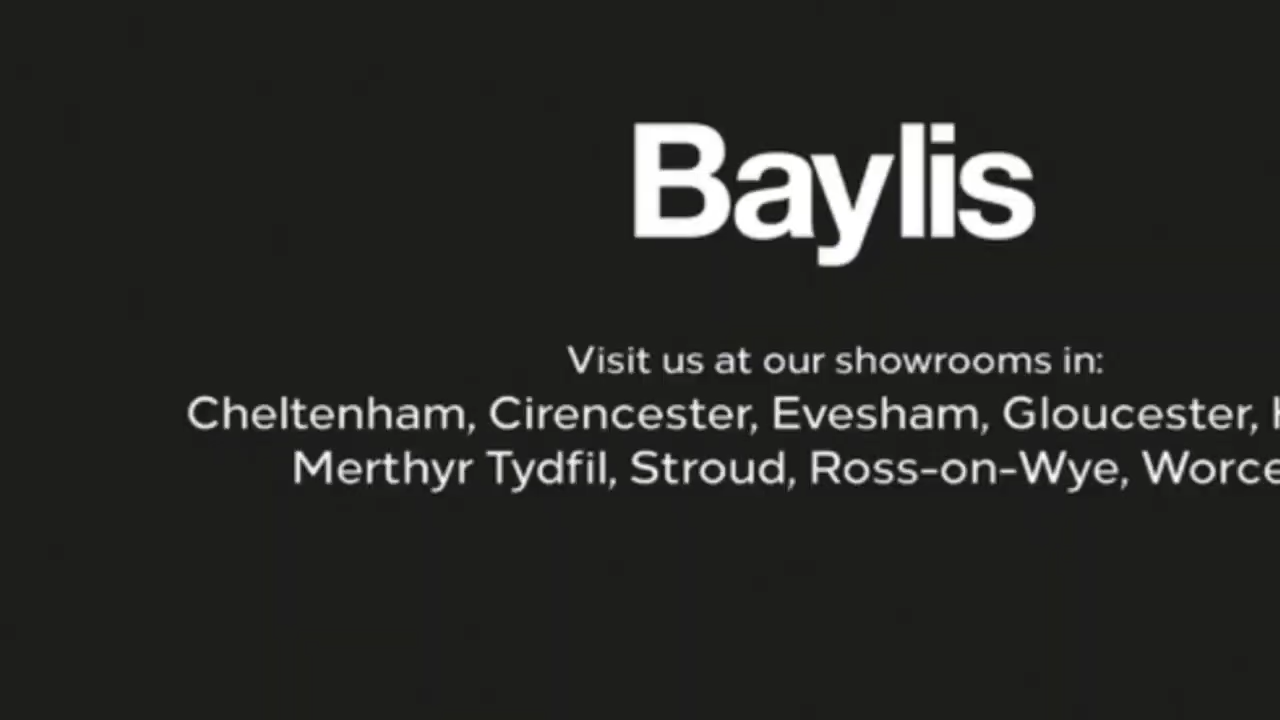 Baylis
Visit us at our showrooms in:
Cheltenham, Cirencester, Evesham, Gloucester,
Merthyr Tydfil, Stroud, Ross-on-Wye,